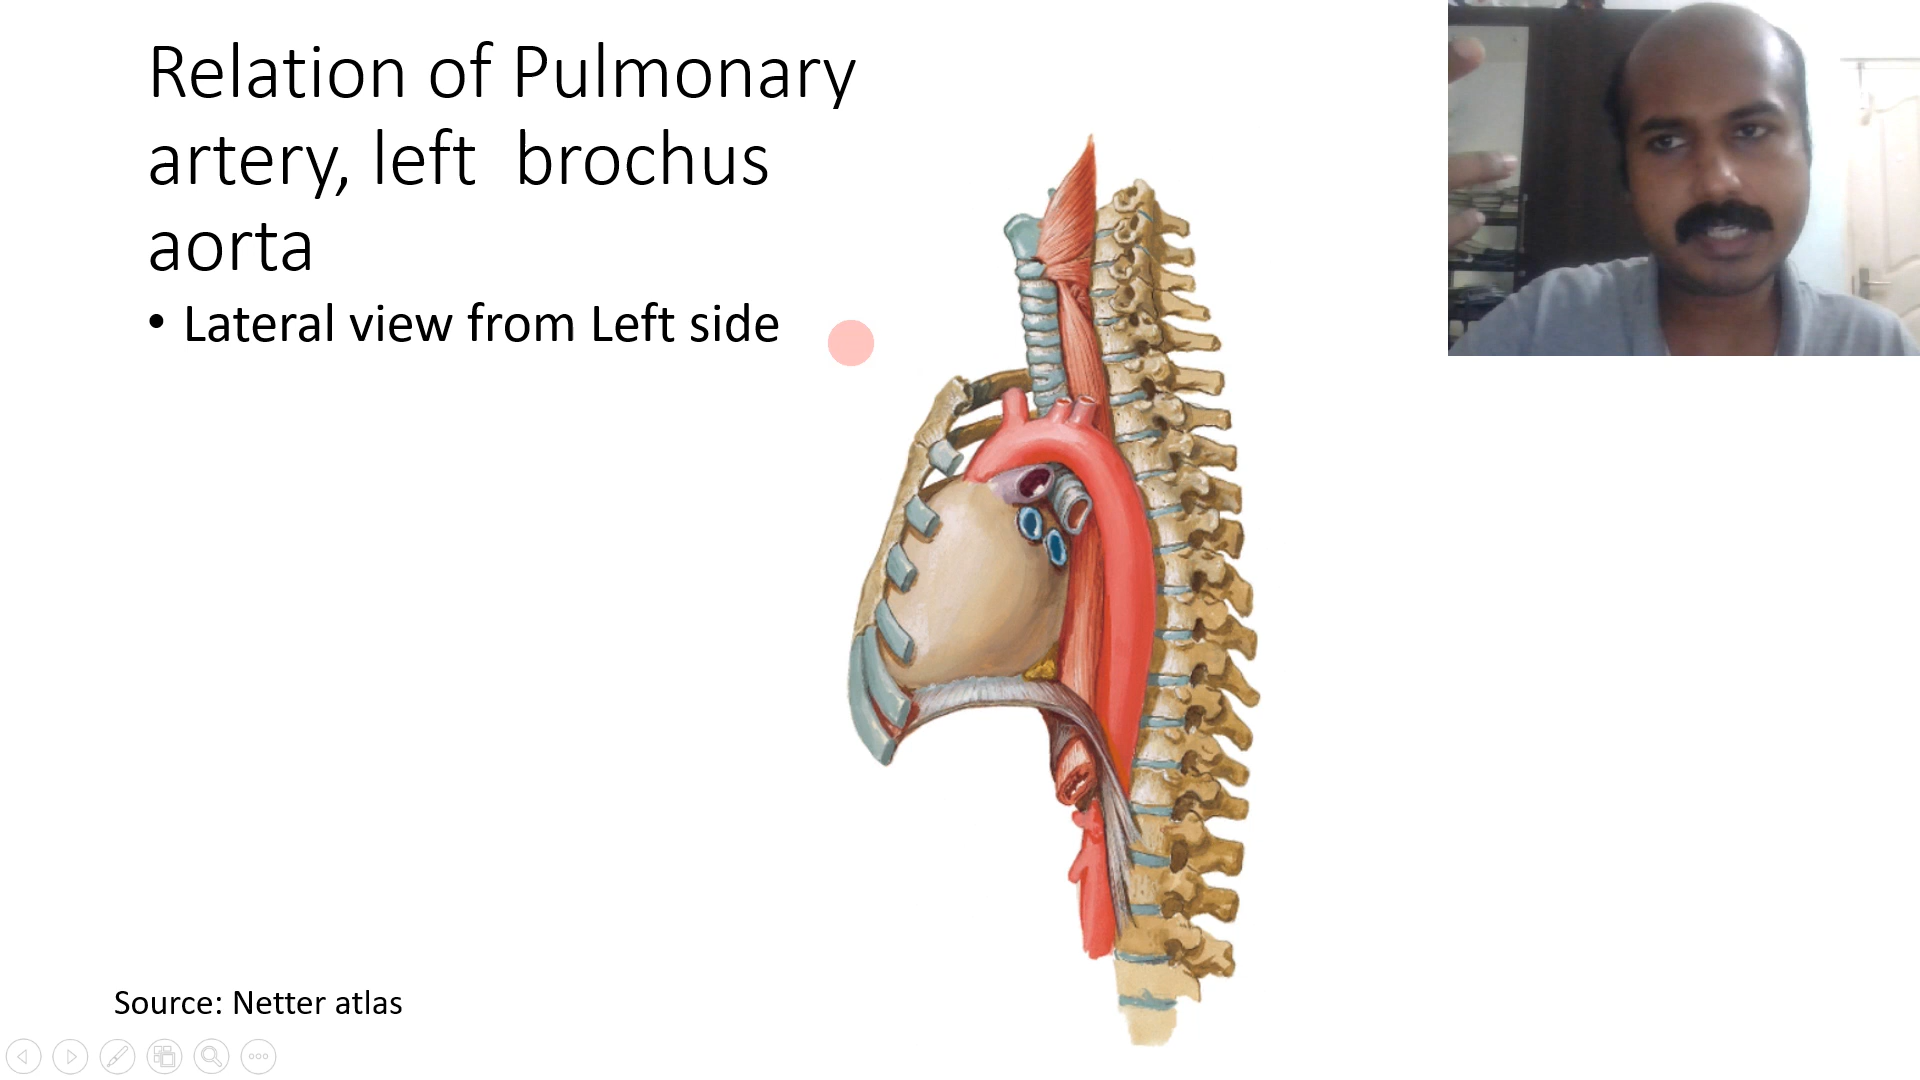 Relation of Pulmonary
artery, left brochus
aorta
• Lateral view from Left side
Source: Netter atlas